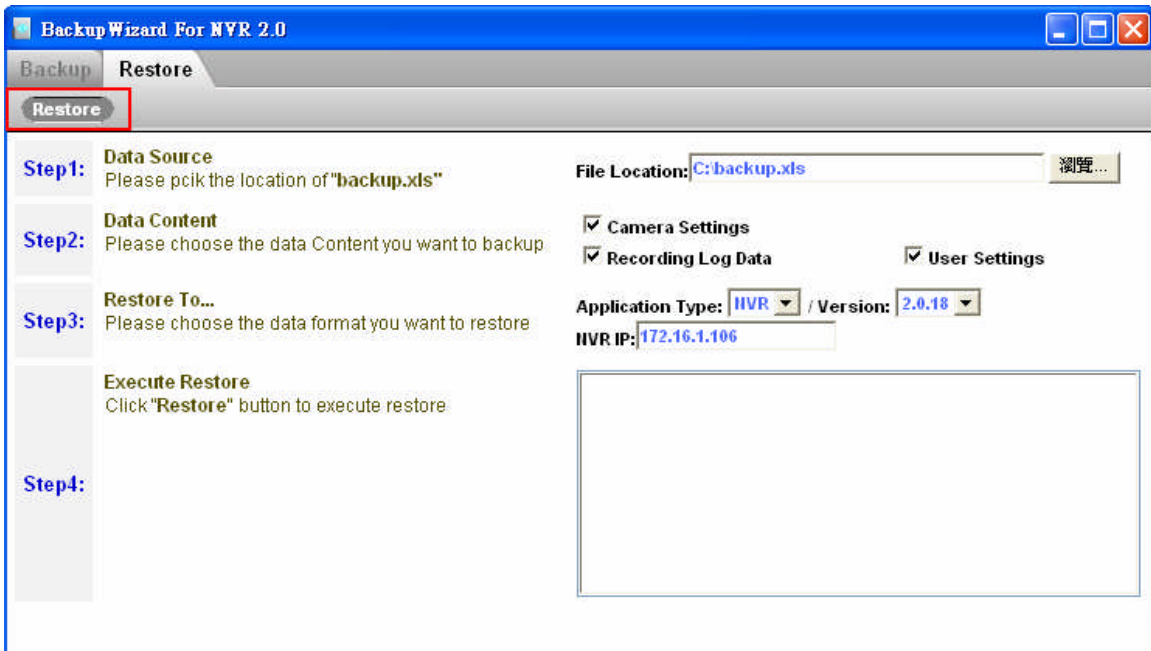 BackupWizard For NVR 2.0
Backup Restore
Restore
Step1:
Data Source
Please pcik the location of "backup.xls"
File Location: C:\backup.xls 瀏覽...
Step2:
Data Content
Please choose the data Content you want to backup
Camera Settings
Recording Log Data User Settings
Step3:
Restore To...
Please choose the data format you want to restore
Application Type: NVR / Version: 2.0.18
NVR IP: 172.16.1.106
Step4:
Execute Restore
Click "Restore" button to execute restore